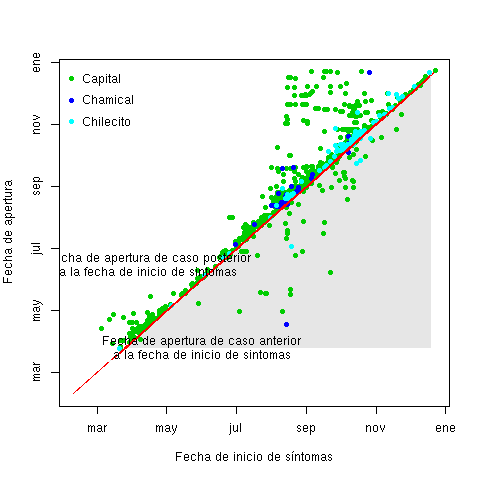 Capital
Chamical
Chilecito
cha de apertura de caso posterior
a la fecha de inicio de sintomas
Fecha de apertura de caso anterior
a la fecha de inicio de sintomas
Fecha de apertura
ene
nov
sep
jul
may
mar
mar
may
jul
sep
nov
ene
Fecha de inicio de síntomas